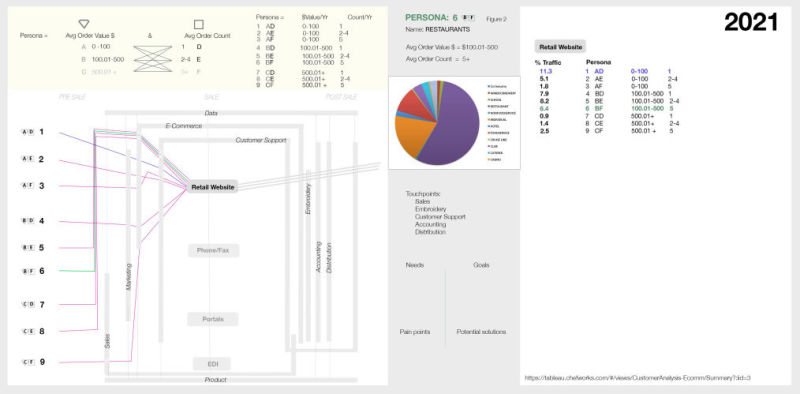 Persona =
Avg Order Value $
&
Avg Order Count
A 0 -100
1 D
B 100.01-500
2-4 E
C 500.01 +
5+ F
Persona = $Value/Yr Count/Yr
1 AD 0-100 1
2 AE 0-100 2-4
3 AF 0-100 5
4 BD 100.01-500 1
5 BE 100.01-500 2-4
6 BF 100.01-500 5
7 CD 500.01+ 1
8 CE 500.01+ 2-4
9 CF 500.01 + 5
PRE SALE
SALE
POST SALE
Data
E-Commerce
Customer Support
A D 1
A E 2
A F 3
B D 4
B E 5
B F 6
C D 7
C E 8
C F 9
Retail Website
Phone/Fax
Portals
EDI
Product
Sales
Marketing
Embroidery
Accounting
Distribution
PERSONA: 6 B F
Figure 2
Name: RESTAURANTS
Avg Order Value $ = $100.01-500
Avg Order Count = 5+
Touchpoints:
Sales
Embroidery
Customer Support
Accounting
Distribution
Needs
Goals
Pain points
Potential solutions
2021
Retail Website
% Traffic Persona
11.3 1 AD 0-100 1
5.1 2 AE 0-100 2-4
1.8 3 AF 0-100 5
7.9 4 BD 100.01-500 1
8.2 5 BE 100.01-500 2-4
6.4 6 BF 100.01-500 5
0.9 7 CD 500.01+ 1
1.4 8 CE 500.01+ 2-4
2.5 9 CF 500.01 + 5
https://tableau.chefworks.com/#/views/CustomerAnalysis-Ecomm/Summary?:iid=3